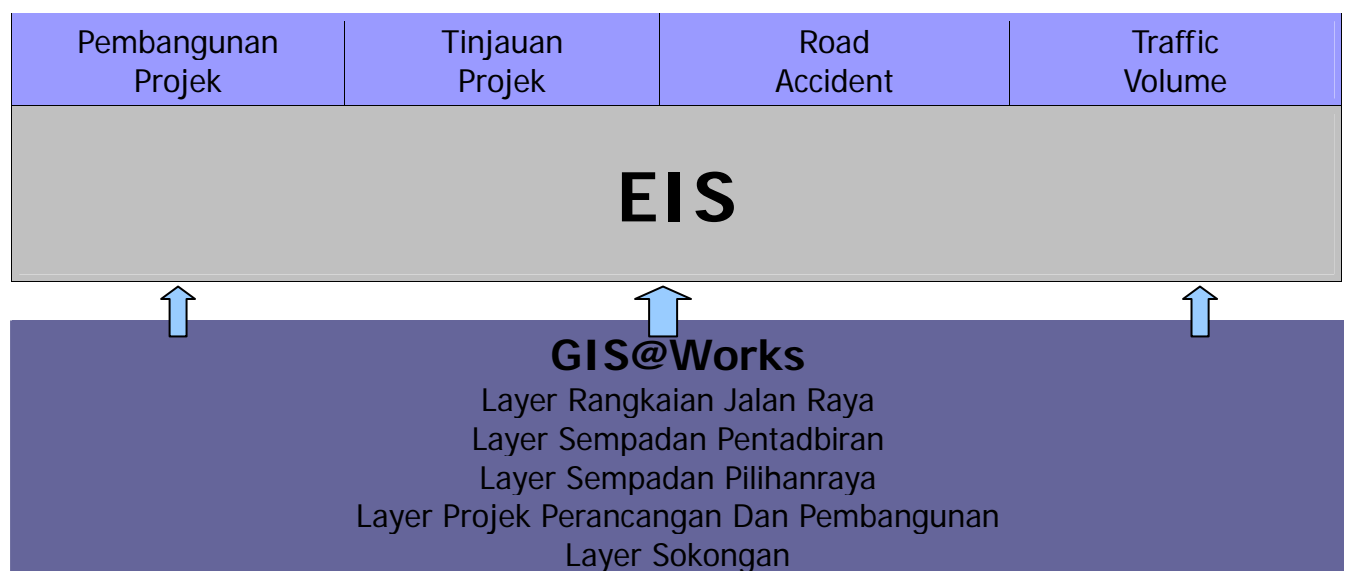 Pembangunan
Projek
Tinjauan
Projek
Road
Accident
Traffic
Volume
EIS
GIS@Works
Layer Rangkaian Jalan Raya
Layer Sempadan Pentadbiran
Layer Sempadan Pilihanraya
Layer Projek Perancangan Dan Pembangunan
Layer Sokongan